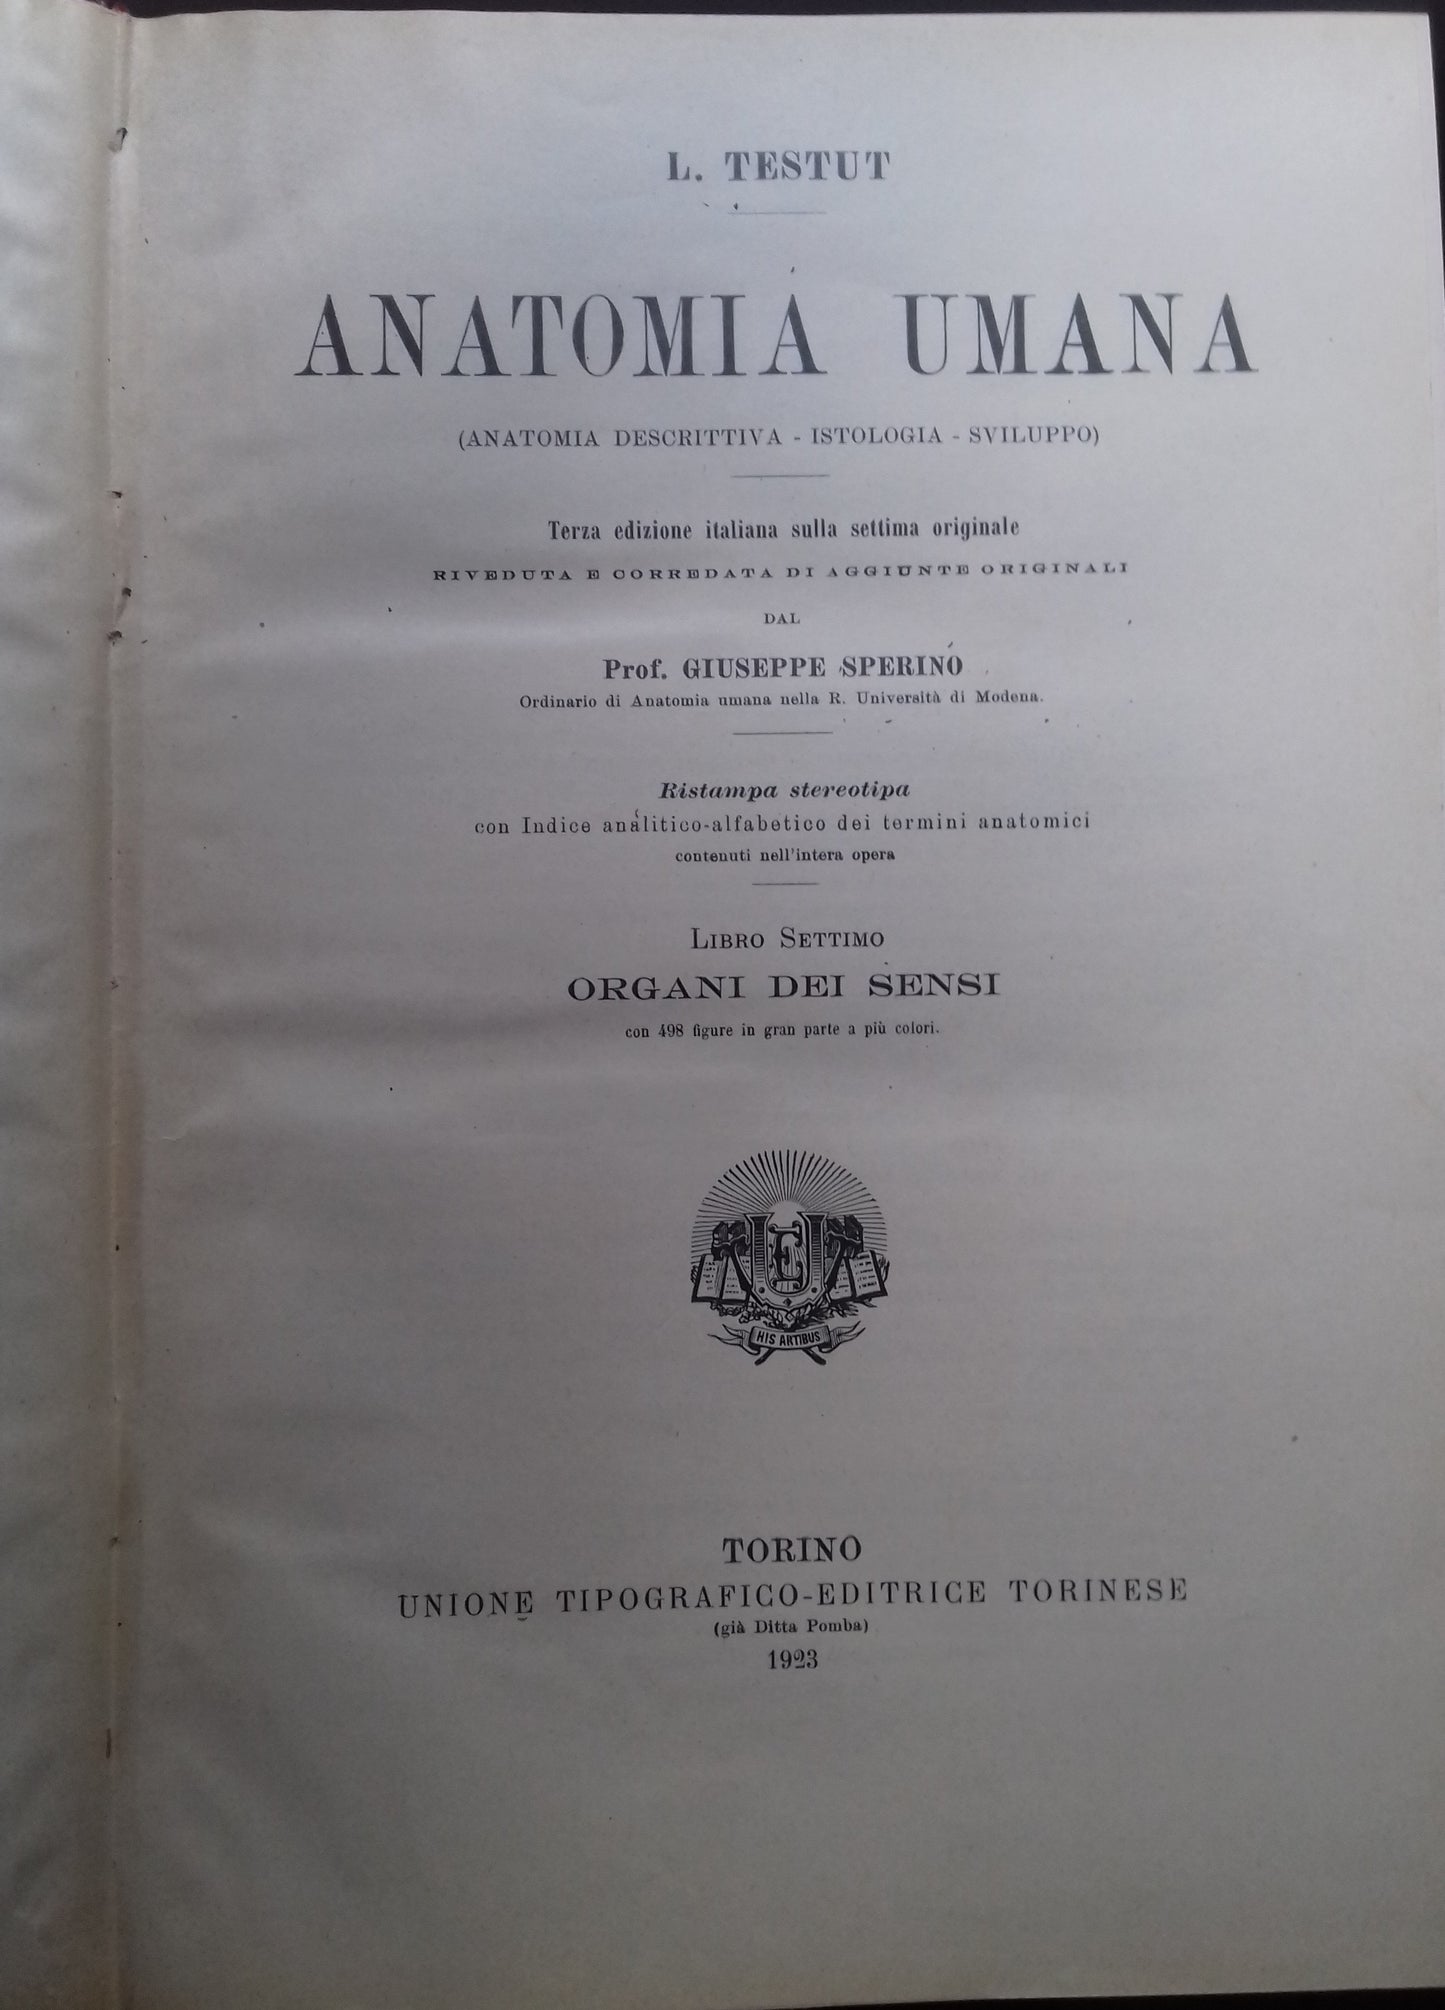 L. TESTUT
ANATOMIA UMANA
(ANATOMIA DESCRITTIVA - ISTOLOGIA - SVILUPPO)
Terza edizione italiana sulla settima originale
RIVEDUTA E CORREDATA DI AGGIUNTE ORIGINALI
DAL
Prof. GIUSEPPE SPERINO
Ordinario di Anatomia umana nella R. Università di Modena.
Ristampa stereotipa
con Indice analitico-alfabetico dei termini anatomici
contenuti nell'intera opera
LIBRO SETTIMO
ORGANI DEI SENSI
con 498 figure in gran parte a più colori.
UET
HIS ARTIBUS
TORINO
UNIONE TIPOGRAFICO-EDITRICE TORINESE
(già Ditta Pomba)
1923